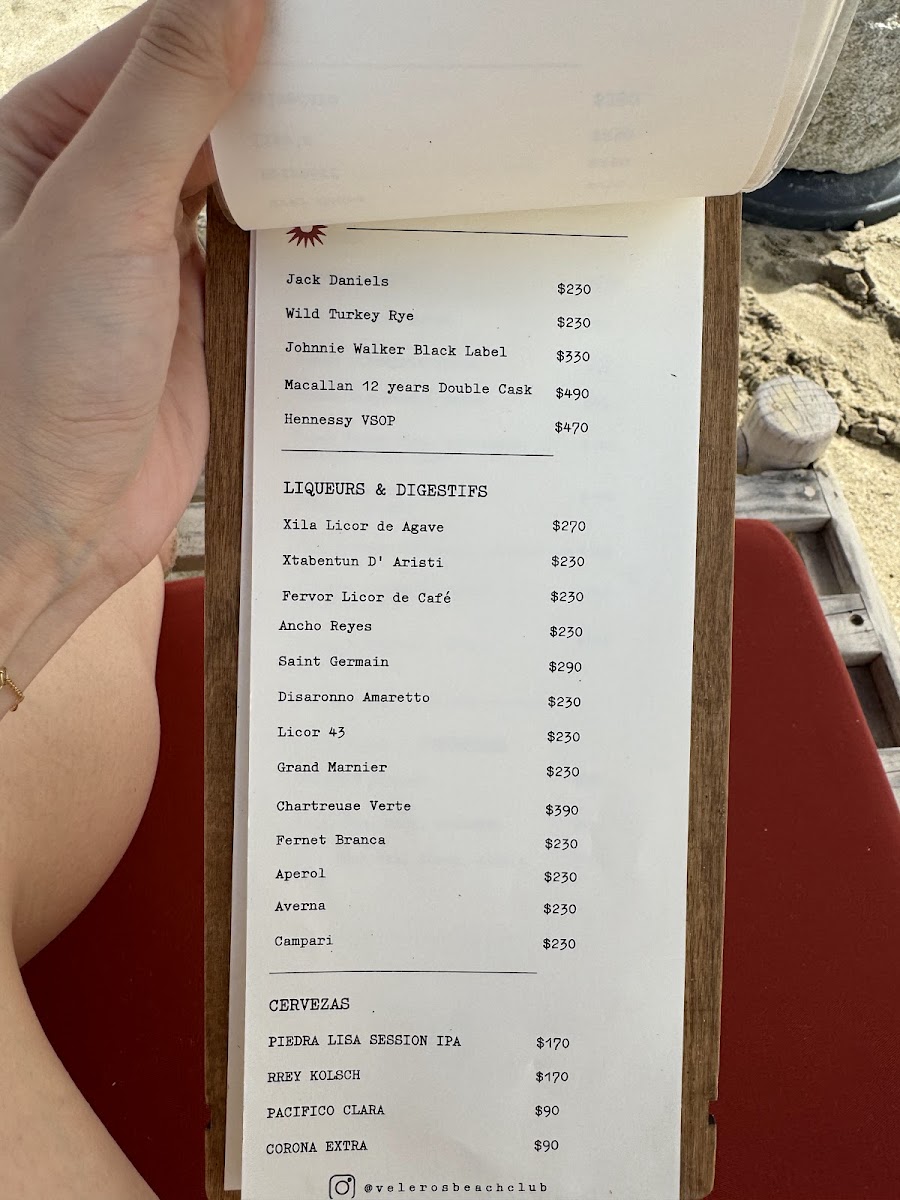 Jack Daniels $230
Wild Turkey Rye $230
Johnnie Walker Black Label $330
Macallan 12 years Double Cask $490
Hennessy VSOP $470
LIQUEURS & DIGESTIFS
Xila Licor de Agave $270
Xtabentun D' Aristi $230
Fervor Licor de Café $230
Ancho Reyes $230
Saint Germain $290
Disaronno Amaretto $230
Licor 43 $230
Grand Marnier $230
Chartreuse Verte $390
Fernet Branca $230
Aperol $230
Averna $230
Campari $230
CERVEZAS
PIEDRA LISA SESSION IPA $170
RREY KOLSCH $170
PACIFICO CLARA $90
CORONA EXTRA $90
@velerosbeachclub